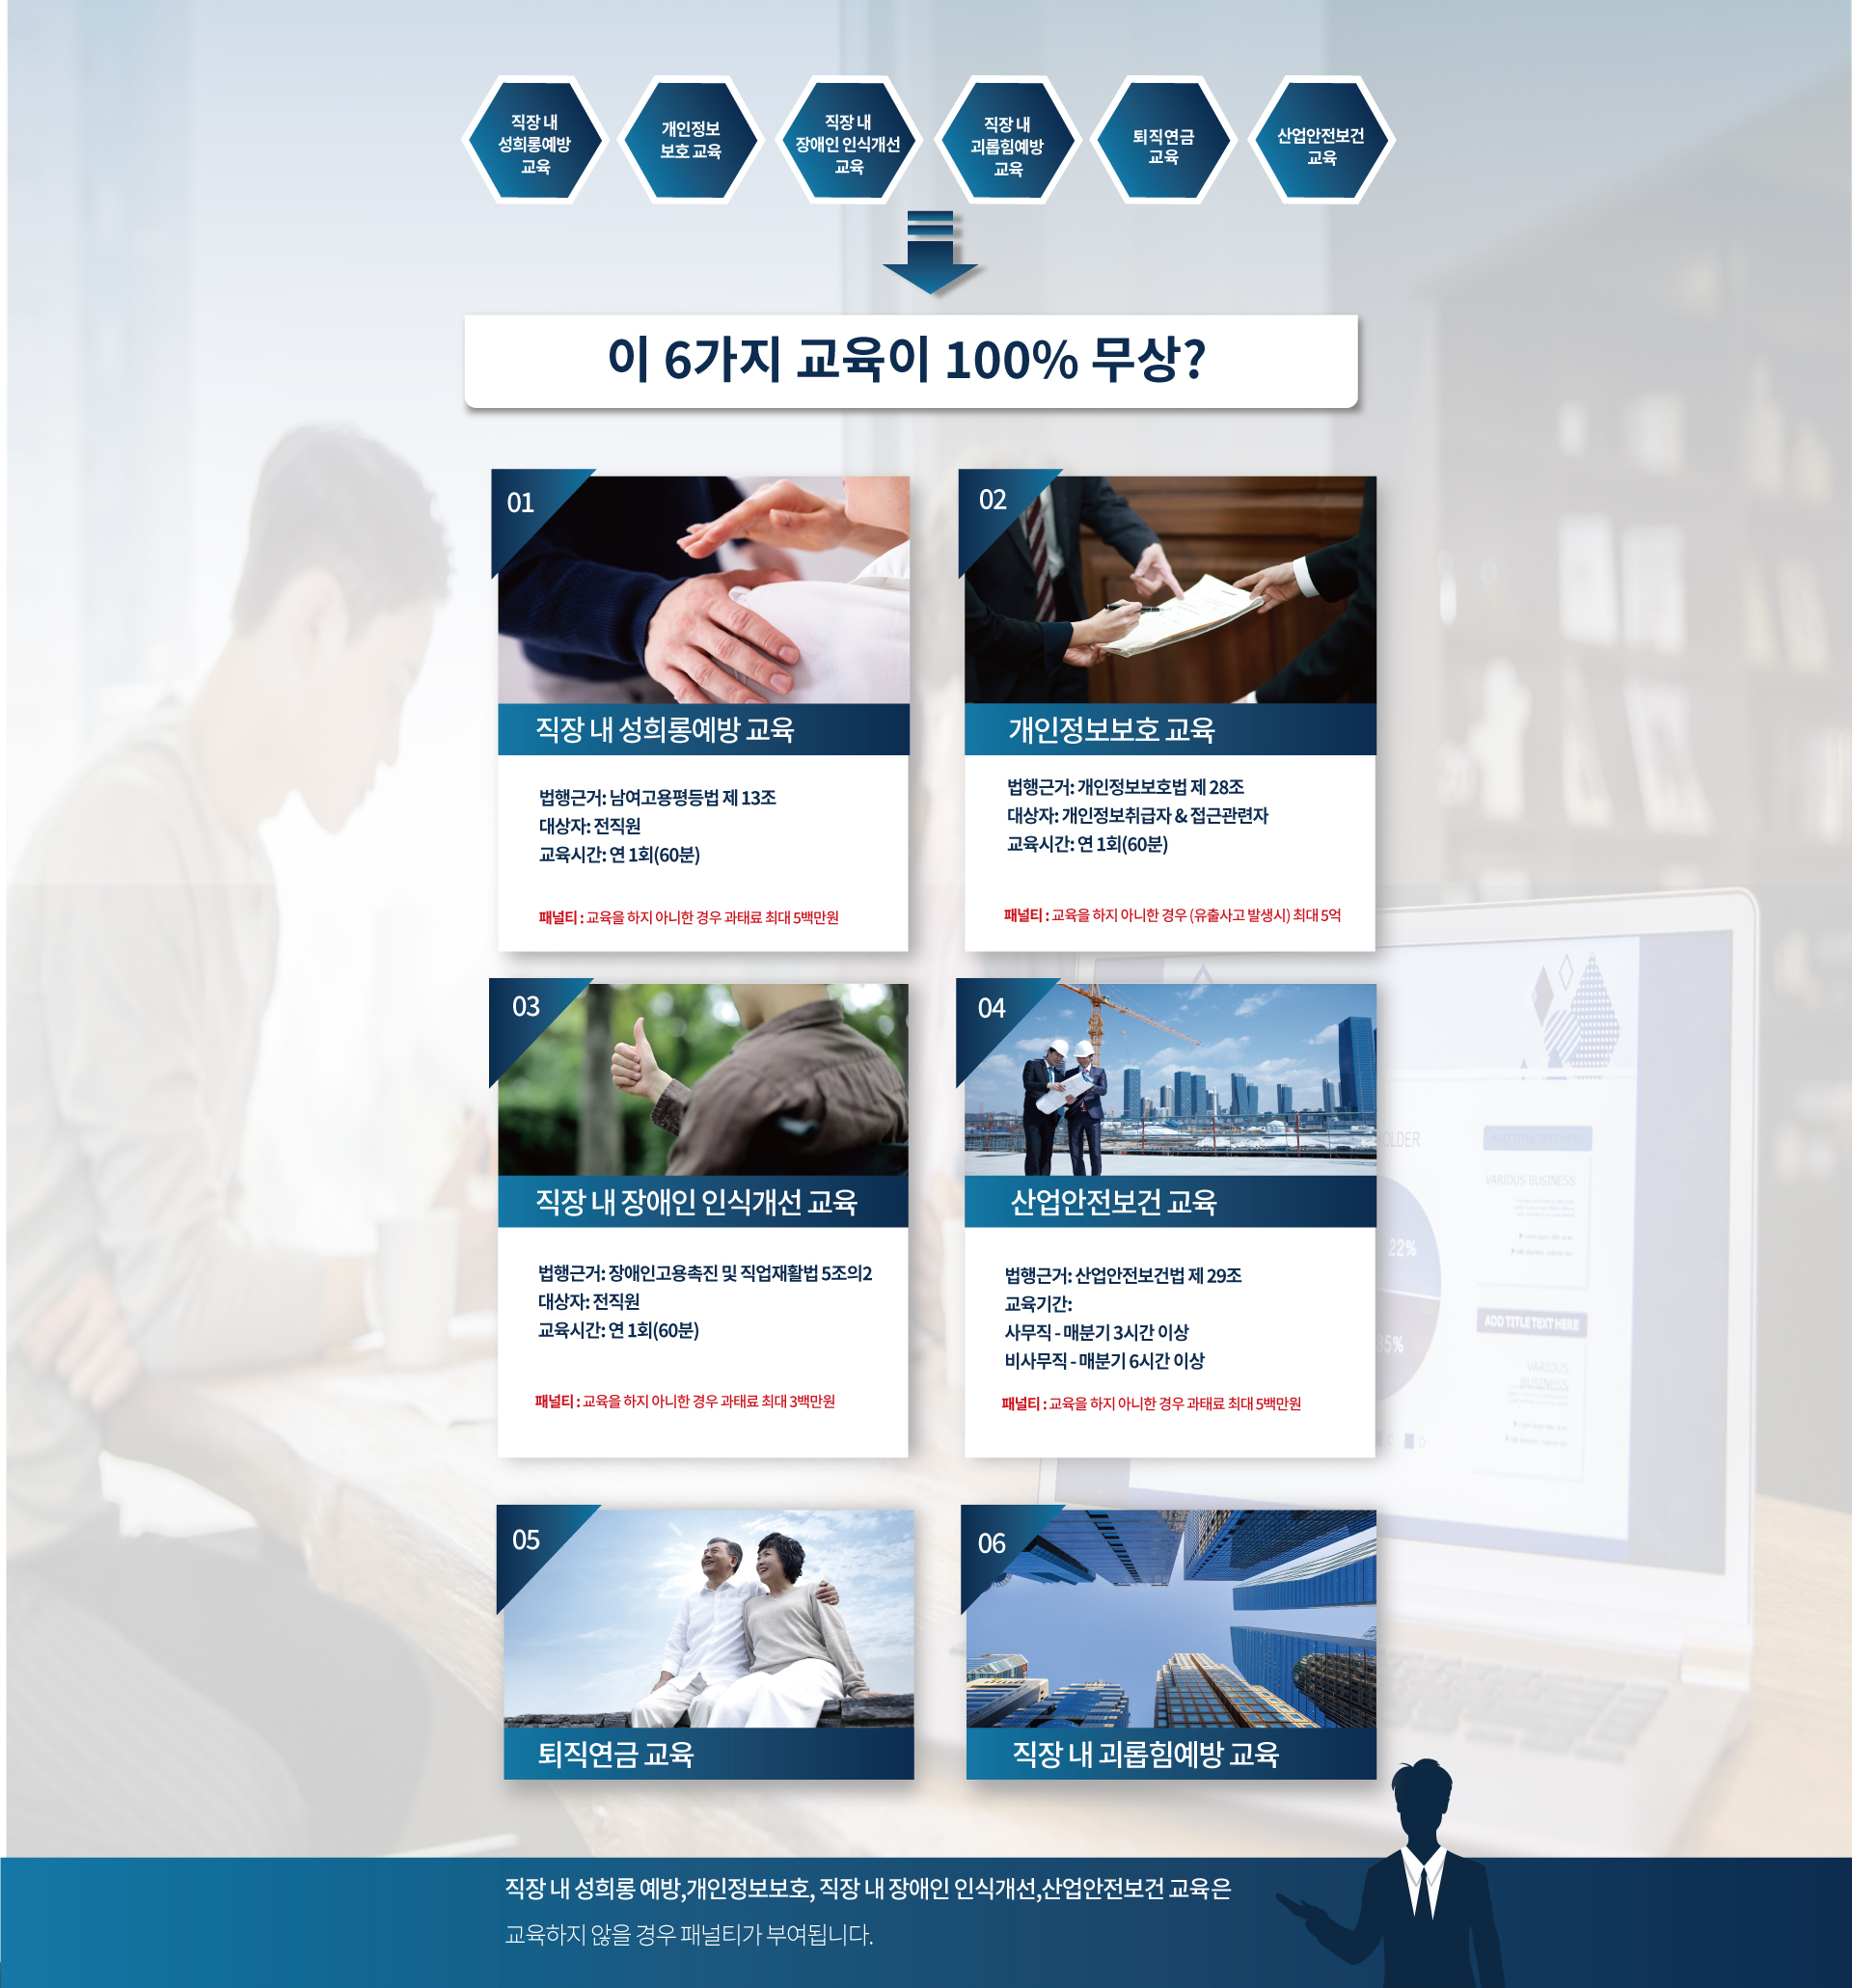 직장 내
성희롱예방
교육
개인정보
보호 교육
직장 내
장애인 인식개선
교육
직장 내
괴롭힘예방
교육
퇴직연금
교육
산업안전보건
교육
이 6가지 교육이 100% 무상?
01
직장 내 성희롱예방 교육
법행근거: 남여고용평등법 제 13조
대상자: 전직원
교육시간: 연 1회(60분)
패널티 : 교육을 하지 아니한 경우 과태료 최대 5백만원
02
개인정보보호 교육
법행근거: 개인정보보호법 제 28조
대상자: 개인정보취급자 & 접근관련자
교육시간: 연 1회(60분)
패널티 : 교육을 하지 아니한 경우 (유출사고 발생시) 최대 5억
03
직장 내 장애인 인식개선 교육
법행근거: 장애인고용촉진 및 직업재활법 5조의2
대상자: 전직원
교육시간: 연 1회(60분)
패널티 : 교육을 하지 아니한 경우 과태료 최대 3백만원
04
산업안전보건 교육
법행근거: 산업안전보건법 제 29조
교육기간:
사무직 - 매분기 3시간 이상
비사무직 - 매분기 6시간 이상
패널티 : 교육을 하지 아니한 경우 과태료 최대 5백만원
OLDER
ADD TITLE TEXT HERE
VARIOUS BUSINESS
22%
ADD TITLE TEXT HERE
35%
VARIOUS
BUSINESS
D
05
퇴직연금 교육
06
직장 내 괴롭힘예방 교육
직장 내 성희롱 예방,개인정보보호, 직장 내 장애인 인식개선,산업안전보건 교육은
교육하지 않을 경우 패널티가 부여됩니다.